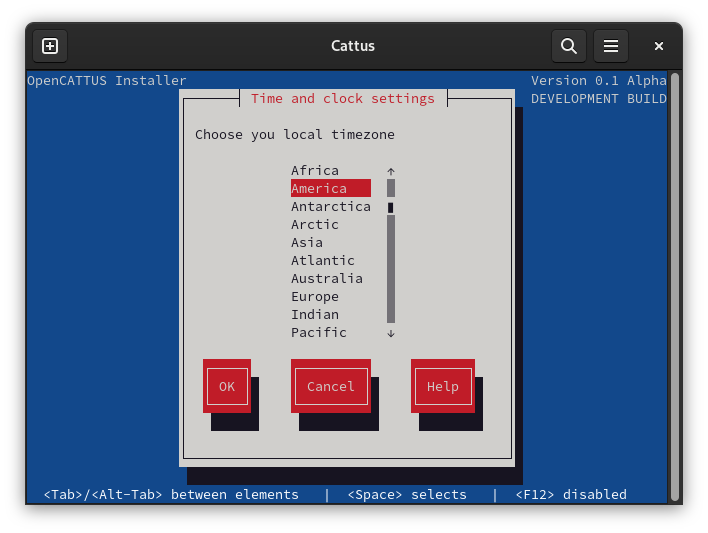 Cattus
OpenCATTUS Installer
Version 0.1 Alpha
DEVELOPMENT BUILD
Time and clock settings
Choose you local timezone
Africa
America
Antarctica
Arctic
Asia
Atlantic
Australia
Europe
Indian
Pacific
OK Cancel Help
<Tab>/<Alt-Tab> between elements | <Space> selects | <F12> disabled